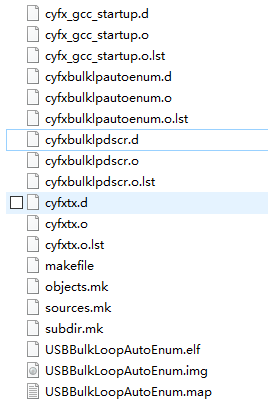 cyfx_gcc_startup.d
cyfx_gcc_startup.o
cyfx_gcc_startup.o.lst
cyfxbulklpautoenum.d
cyfxbulklpautoenum.o
cyfxbulklpautoenum.o.lst
cyfxbulklpdscr.d
cyfxbulklpdscr.o
cyfxbulklpdscr.o.lst
cyfxtx.d
cyfxtx.o
cyfxtx.o.lst
makefile
objects.mk
sources.mk
subdir.mk
USBBulkLoopAutoEnum.elf
USBBulkLoopAutoEnum.img
USBBulkLoopAutoEnum.map